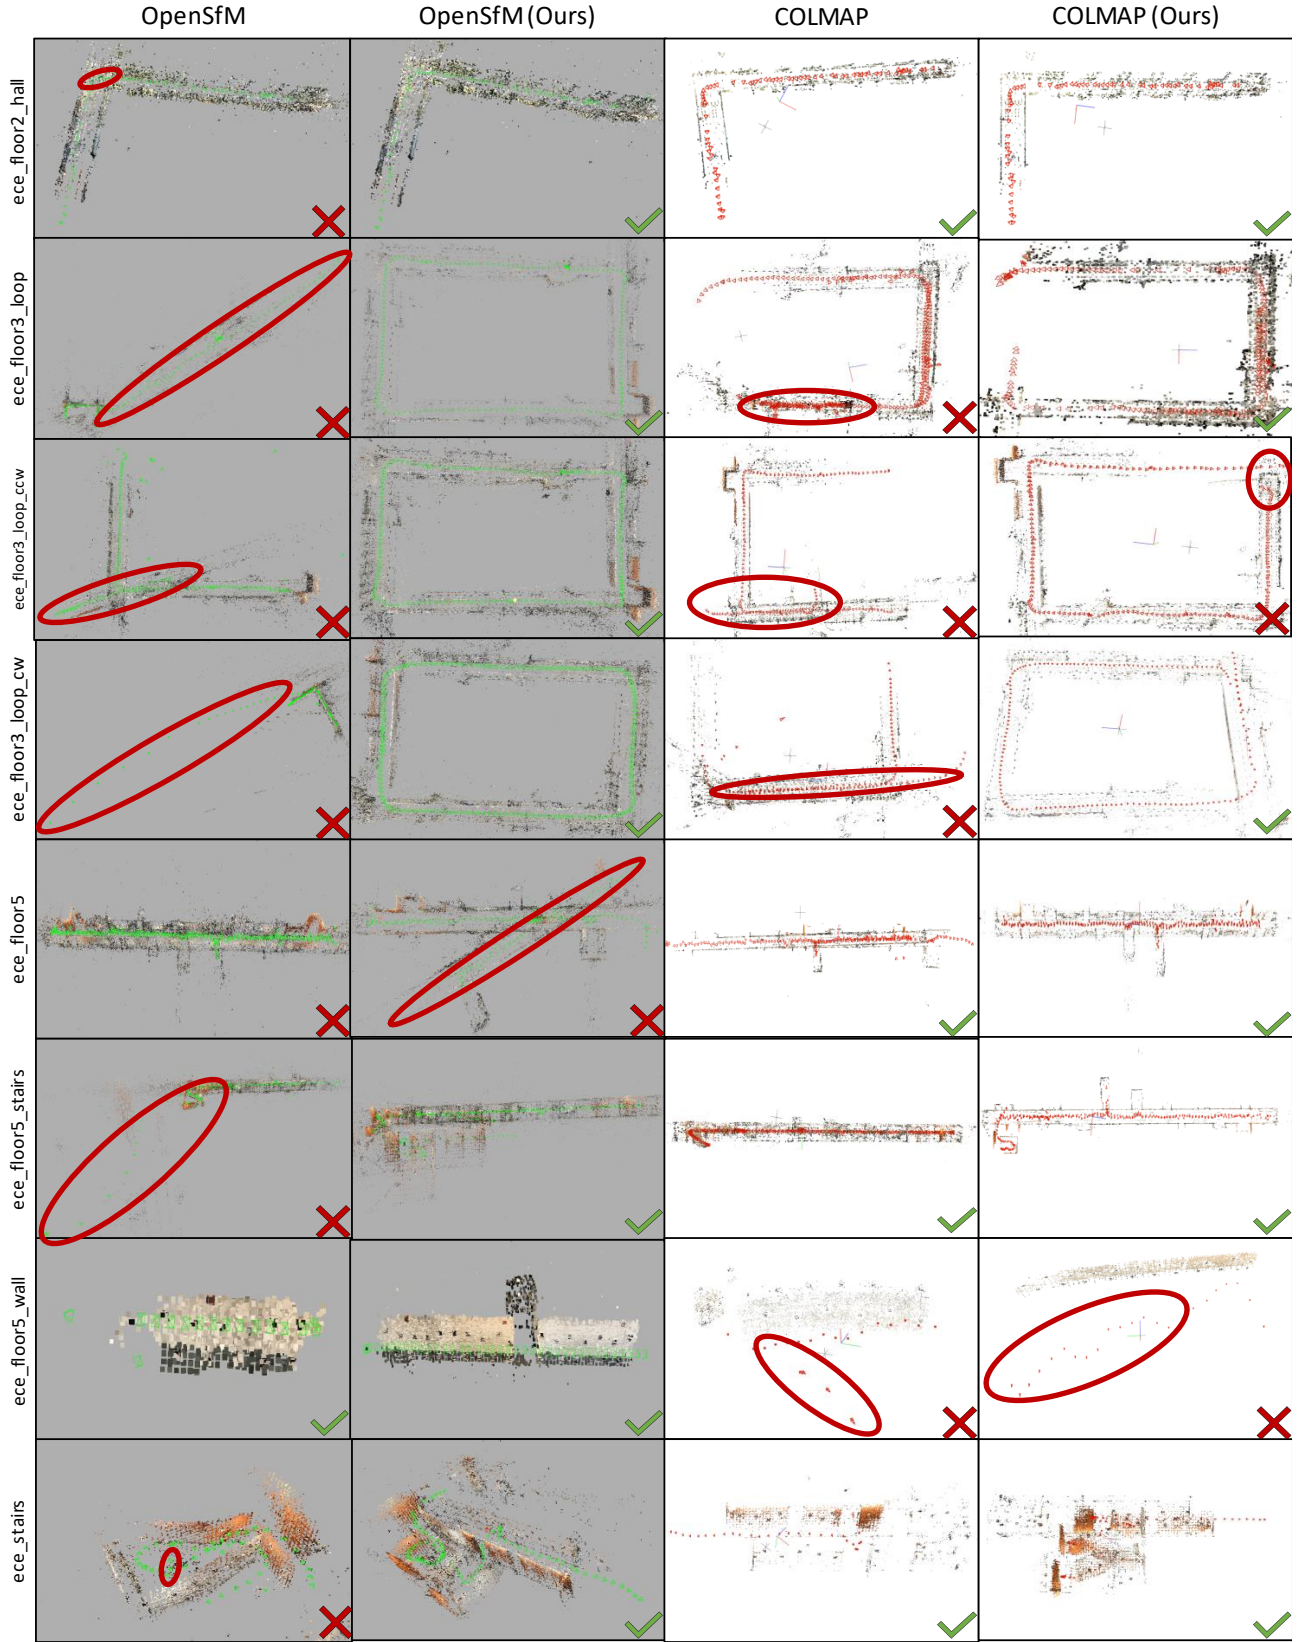 OpenSfM
OpenSfM (Ours)
COLMAP
COLMAP (Ours)
ece_floor2_hall
ece_floor3_loop
ece_floor3_loop_ccw
ece_floor3_loop_cw
ece_floor5
ece_floor5_stairs
ece_floor5_wall
ece_stairs